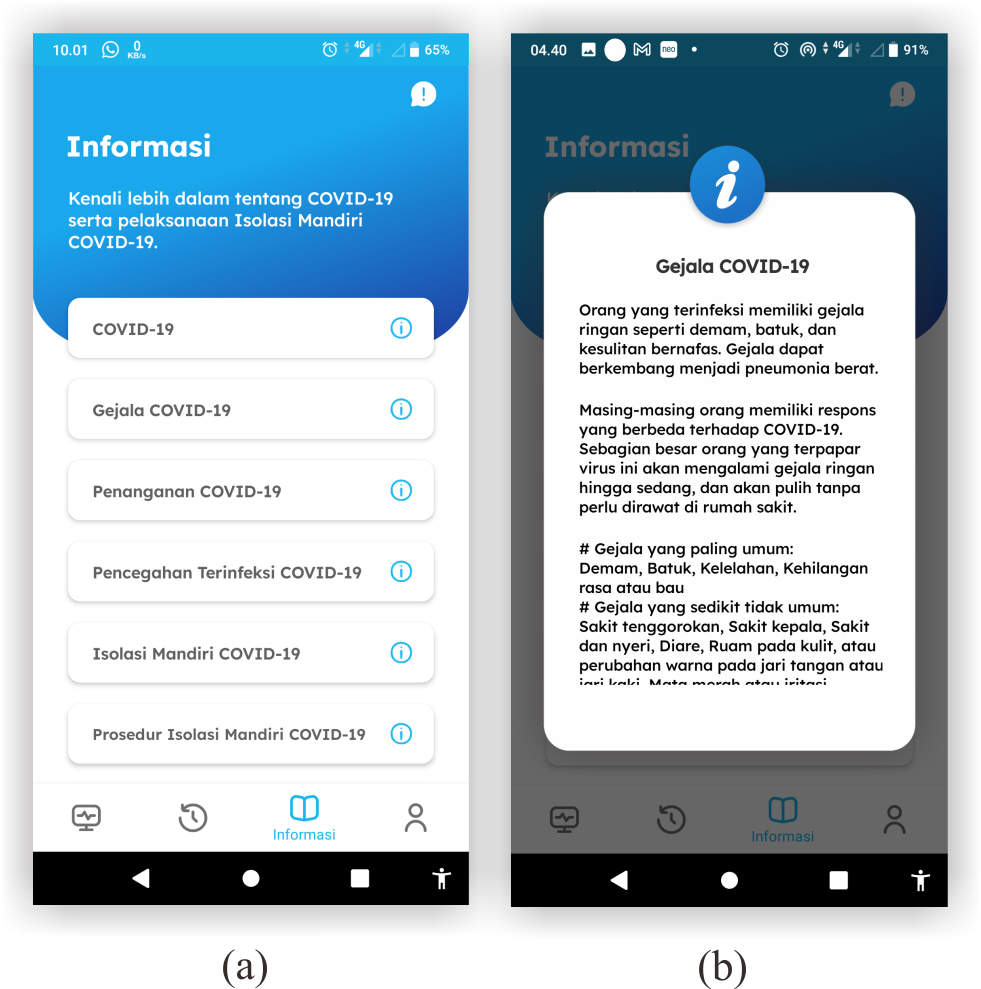 10.01 0 KB/s 4G 65%
Informasi
Kenali lebih dalam tentang COVID-19
serta pelaksanaan Isolasi Mandiri
COVID-19.
COVID-19
Gejala COVID-19
Penanganan COVID-19
Pencegahan Terinfeksi COVID-19
Isolasi Mandiri COVID-19
Prosedur Isolasi Mandiri COVID-19
Informasi
(a)
04.40 neo 4G 91%
Informasi
i
Gejala COVID-19
Orang yang terinfeksi memiliki gejala
ringan seperti demam, batuk, dan
kesulitan bernafas. Gejala dapat
berkembang menjadi pneumonia berat.
Masing-masing orang memiliki respons
yang berbeda terhadap COVID-19.
Sebagian besar orang yang terpapar
virus ini akan mengalami gejala ringan
hingga sedang, dan akan pulih tanpa
perlu dirawat di rumah sakit.
# Gejala yang paling umum:
Demam, Batuk, Kelelahan, Kehilangan
rasa atau bau
# Gejala yang sedikit tidak umum:
Sakit tenggorokan, Sakit kepala, Sakit
dan nyeri, Diare, Ruam pada kulit, atau
perubahan warna pada jari tangan atau
jari kaki, Mata merah atau iritasi
Informasi
(b)